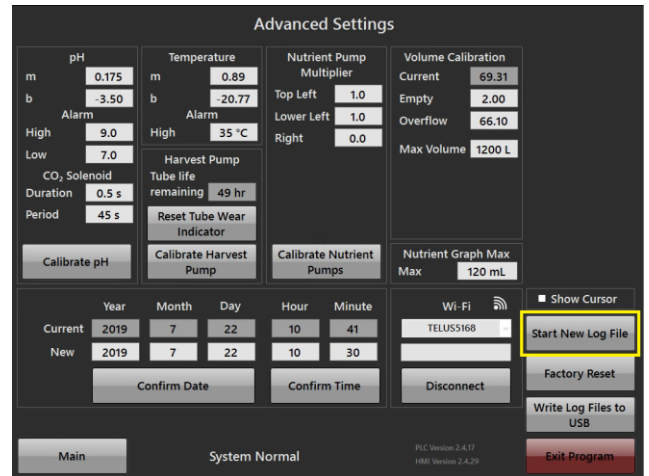 Advanced Settings
pH
m 0.175
b -3.50
Alarm
High 9.0
Low 7.0
CO₂ Solenoid
Duration 0.5 s
Period 45 s
Calibrate pH
Temperature
m 0.89
b -20.77
Alarm
High 35 °C
Harvest Pump
Tube life
remaining 49 hr
Reset Tube Wear
Indicator
Calibrate Harvest
Pump
Nutrient Pump
Multiplier
Top Left 1.0
Lower Left 1.0
Right 0.0
Calibrate Nutrient
Pumps
Volume Calibration
Current 69.31
Empty 2.00
Overflow 66.10
Max Volume 1200 L
Nutrient Graph Max
Max 120 mL
Year Month Day Hour Minute
Current 2019 7 22 10 41
New 2019 7 22 10 30
Confirm Date
Confirm Time
Wi-Fi
TELUS5168
Disconnect
Show Cursor
Start New Log File
Factory Reset
Write Log Files to
USB
Exit Program
Main
System Normal
PLC Version 2.4.17
HMI Version 2.4.29